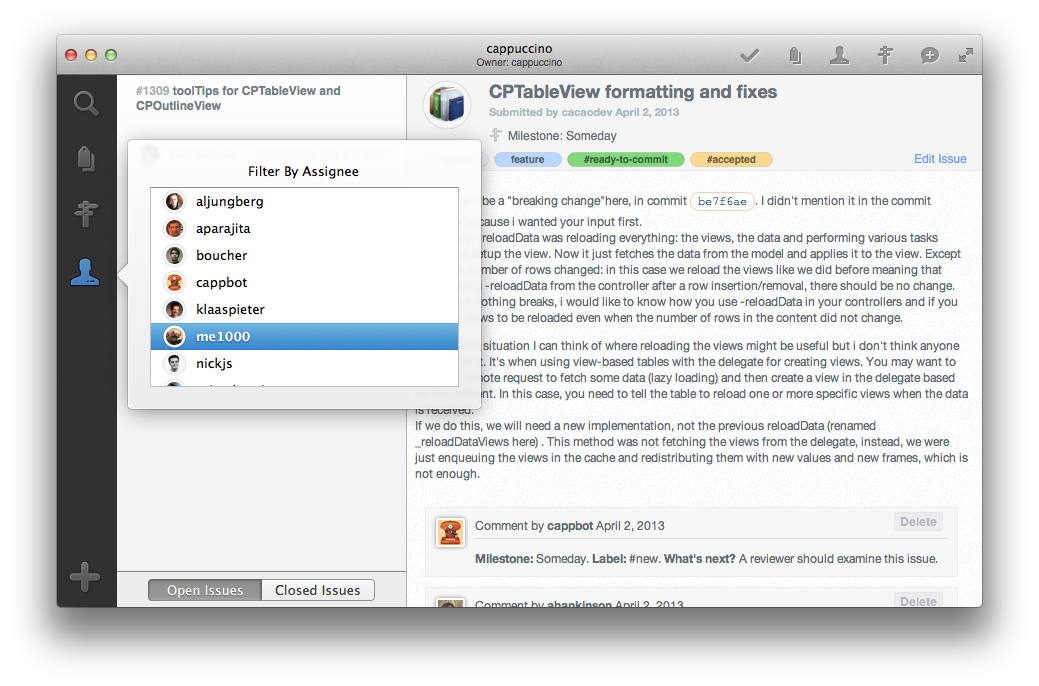 cappuccino
Owner: cappuccino
#1309 toolTips for CPTableView and
CPOutlineView
Filter By Assignee
aljungberg
aparajita
boucher
cappbot
klaaspieter
me1000
nickjs
Open Issues
Closed Issues
CPTableView formatting and fixes
Submitted by cacaodev April 2, 2013
Milestone: Someday
feature
#ready-to-commit
#accepted
Edit Issue
be a "breaking change"here, in commit be7f6ae. I didn't mention it in the commit
cause i wanted your input first.
reloadData was reloading everything: the views, the data and performing various tasks
etup the view. Now it just fetches the data from the model and applies it to the view. Except
mber of rows changed: in this case we reload the views like we did before meaning that
-reloadData from the controller after a row insertion/removal, there should be no change.
othing breaks, i would like to know how you use -reloadData in your controllers and if you
ws to be reloaded even when the number of rows in the content did not change.
situation I can think of where reloading the views might be useful but i don't think anyone
t. It's when using view-based tables with the delegate for creating views. You may want to
ote request to fetch some data (lazy loading) and then create a view in the delegate based
ent. In this case, you need to tell the table to reload one or more specific views when the data
is received.
If we do this, we will need a new implementation, not the previous reloadData (renamed
_reloadDataViews here) . This method was not fetching the views from the delegate, instead, we were
just enqueuing the views in the cache and redistributing them with new values and new frames, which is
not enough.
Comment by cappbot April 2, 2013
Delete
Milestone: Someday. Label: #new. What's next? A reviewer should examine this issue.
Comment by ahankinson April 2, 2013
Delete